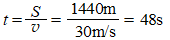 t = S/v = 1440m/30m/s = 48s